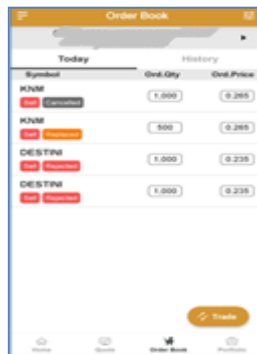 Order Book
Today History
Symbol Ord.Qty Ord.Price
KNM
Sell Cancelled 1,000 0.265
KNM
Sell Replaced 500 0.265
DESTINI
Sell Rejected 1,000 0.235
DESTINI
Sell Rejected 1,000 0.235
Trade
Home Quote Order Book Portfolio